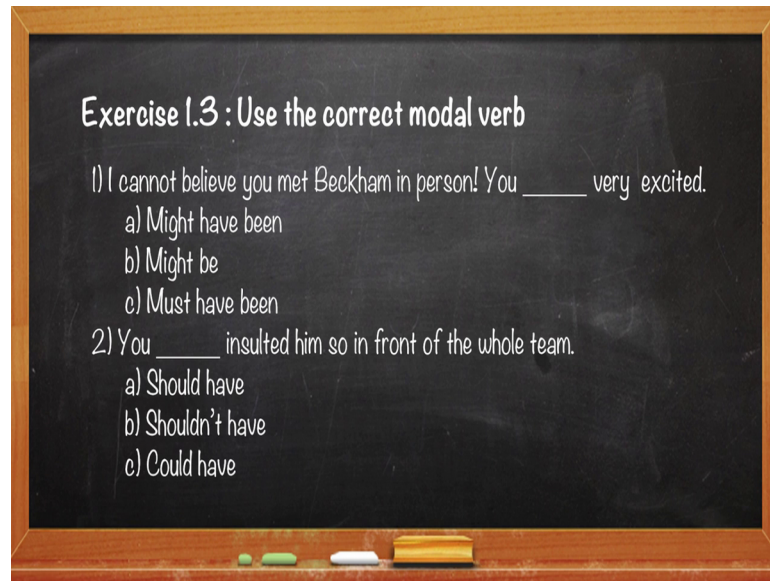 Exercise 1.3 : Use the correct modal verb
1) I cannot believe you met Beckham in person! You ______ very excited.
a) Might have been
b) Might be
c) Must have been
2) You ______ insulted him so in front of the whole team.
a) Should have
b) Shouldn't have
c) Could have